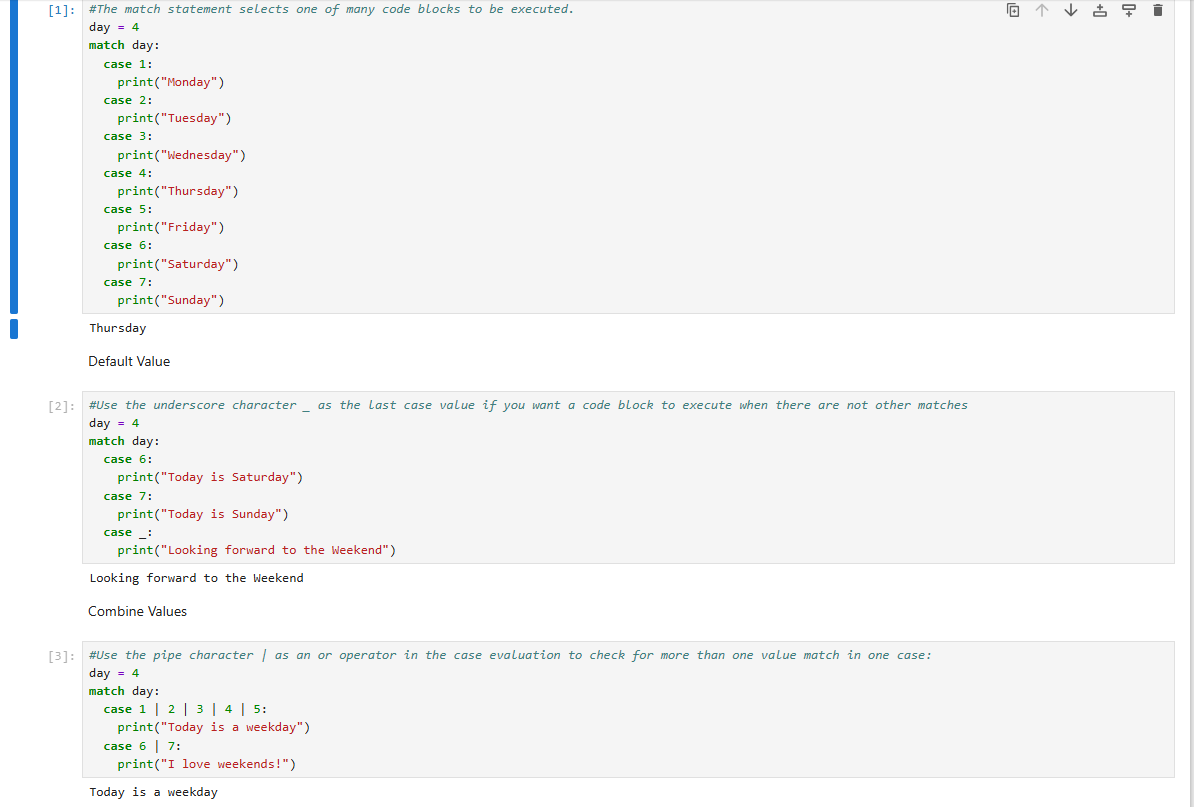 [1]: #The match statement selects one of many code blocks to be executed.
day = 4
match day:
  case 1:
    print("Monday")
  case 2:
    print("Tuesday")
  case 3:
    print("Wednesday")
  case 4:
    print("Thursday")
  case 5:
    print("Friday")
  case 6:
    print("Saturday")
  case 7:
    print("Sunday")
Thursday
Default Value
[2]: #Use the underscore character _ as the last case value if you want a code block to execute when there are not other matches
day = 4
match day:
  case 6:
    print("Today is Saturday")
  case 7:
    print("Today is Sunday")
  case _:
    print("Looking forward to the Weekend")
Looking forward to the Weekend
Combine Values
[3]: #Use the pipe character | as an or operator in the case evaluation to check for more than one value match in one case:
day = 4
match day:
  case 1 | 2 | 3 | 4 | 5:
    print("Today is a weekday")
  case 6 | 7:
    print("I love weekends!")
Today is a weekday